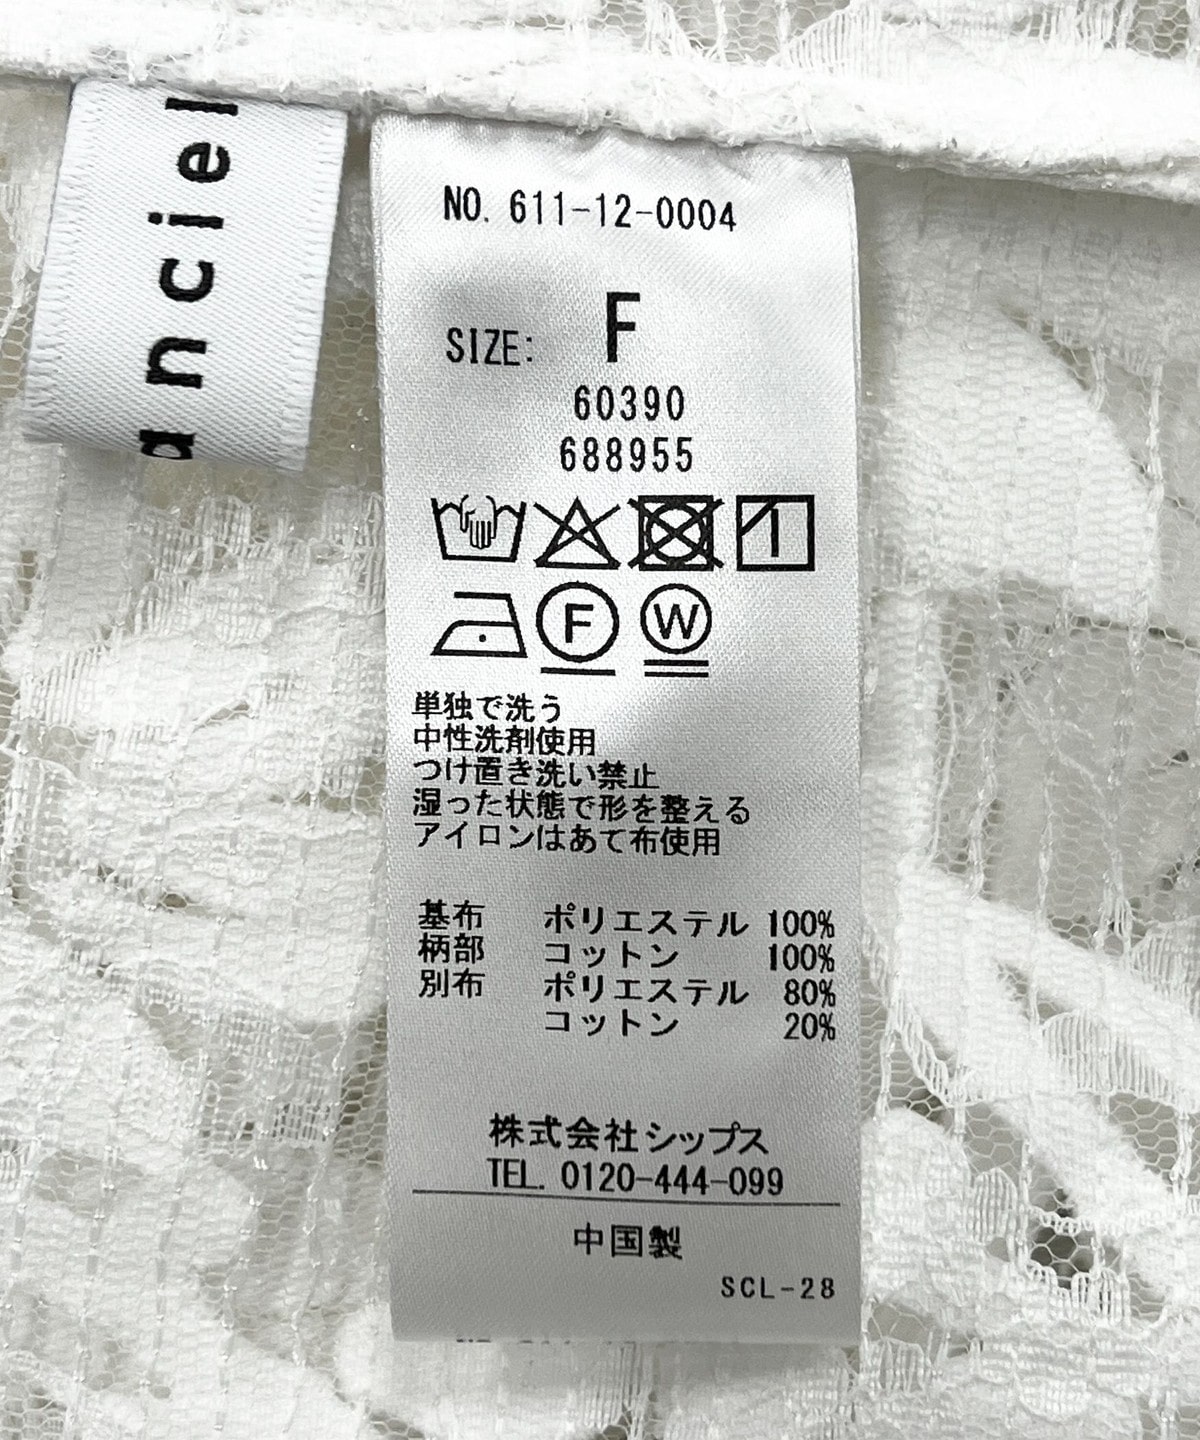 anciel
NO. 611-12-0004
SIZE: F
60390
688955
F W
単独で洗う
中性洗剤使用
つけ置き洗い禁止
湿った状態で形を整える
アイロンはあて布使用
基布 ポリエステル 100%
柄部 コットン 100%
別布 ポリエステル 80%
コットン 20%
株式会社シップス
TEL. 0120-444-099
中国製
SCL-28